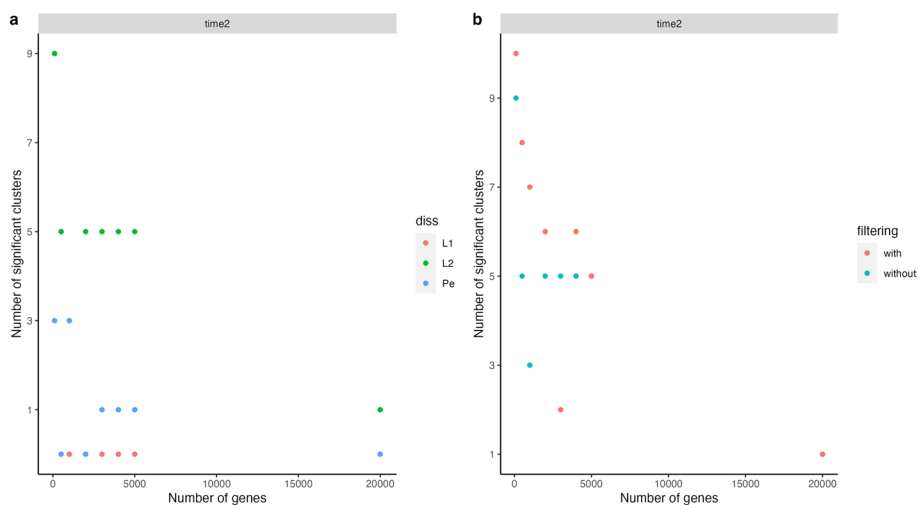 a
time2
Number of significant clusters
9
7
5
3
1
0
5000
10000
15000
20000
Number of genes
diss
L1
L2
Pe
b
time2
Number of significant clusters
9
7
5
3
1
0
5000
10000
15000
20000
Number of genes
filtering
with
without